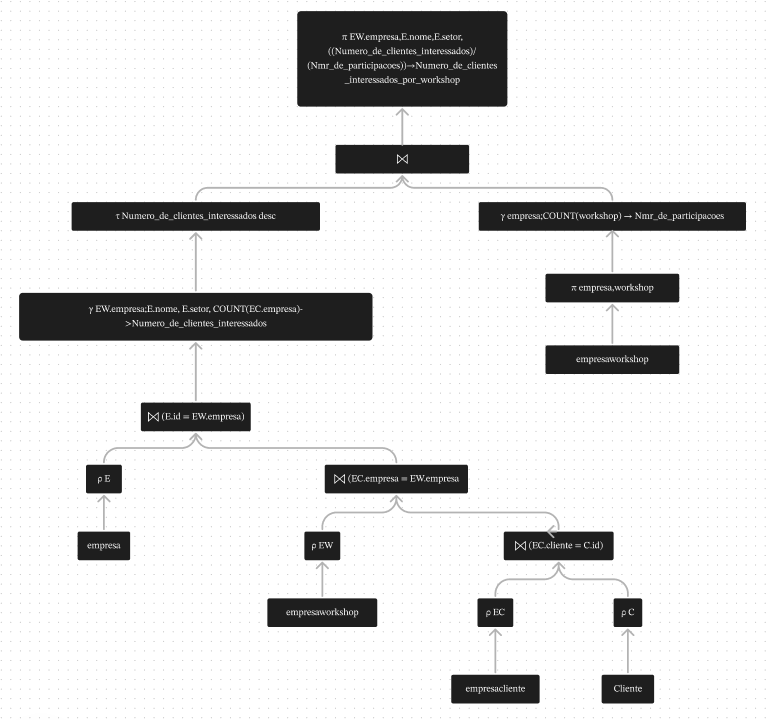 π EW.empresa,E.nome,E.setor,
((Numero_de_clientes_interessados)/
(Nmr_de_participacoes))→Numero_de_clientes
_interessados_por_workshop
⋈
τ Numero_de_clientes_interessados desc
γ empresa;COUNT(workshop) → Nmr_de_participacoes
π empresa,workshop
γ EW.empresa;E.nome, E.setor, COUNT(EC.empresa)-
>Numero_de_clientes_interessados
empresaworkshop
⋈ (E.id = EW.empresa)
ρ E
⋈ (EC.empresa = EW.empresa
empresa
ρ EW
⋈ (EC.cliente = C.id)
empresaworkshop
ρ EC
ρ C
empresacliente
Cliente